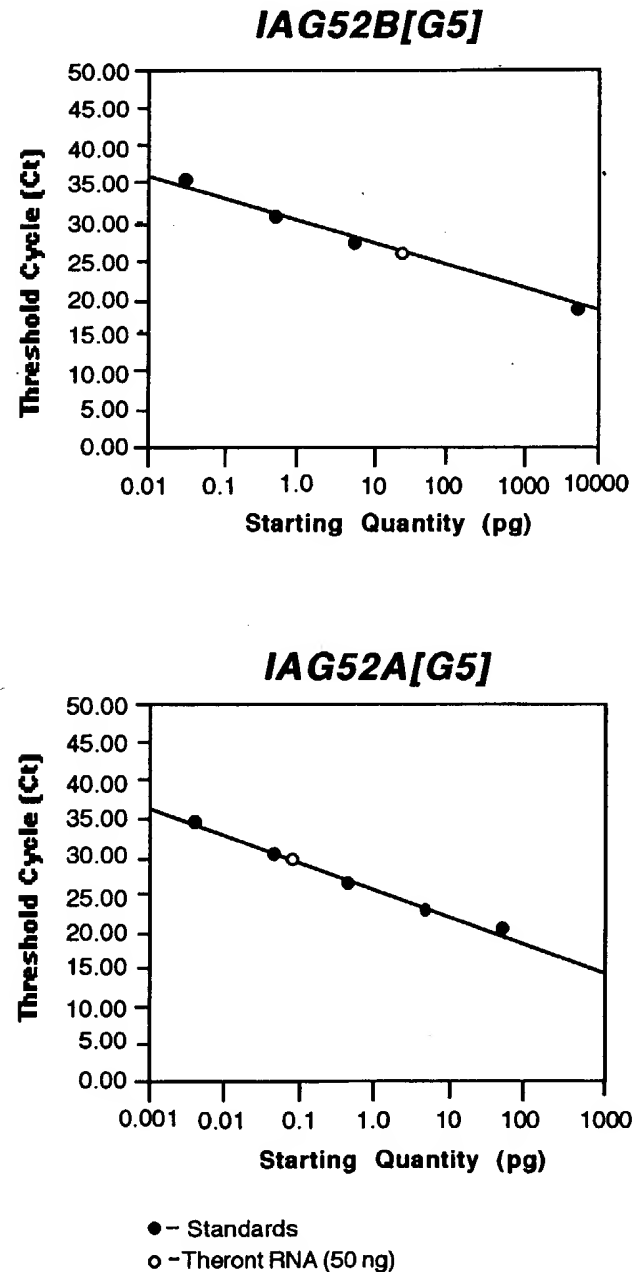 IAG52B[G5]
50.00
45.00
40.00
35.00
30.00
25.00
20.00
15.00
10.00
5.00
0.00
Threshold Cycle (Ct)
0.01 0.1 1.0 10 100 1000 10000
Starting Quantity (pg)
IAG52A[G5]
50.00
45.00
40.00
35.00
30.00
25.00
20.00
15.00
10.00
5.00
0.00
Threshold Cycle (Ct)
0.001 0.01 0.1 1.0 10 100 1000
Starting Quantity (pg)
●– Standards
○ –Theront RNA (50 ng)